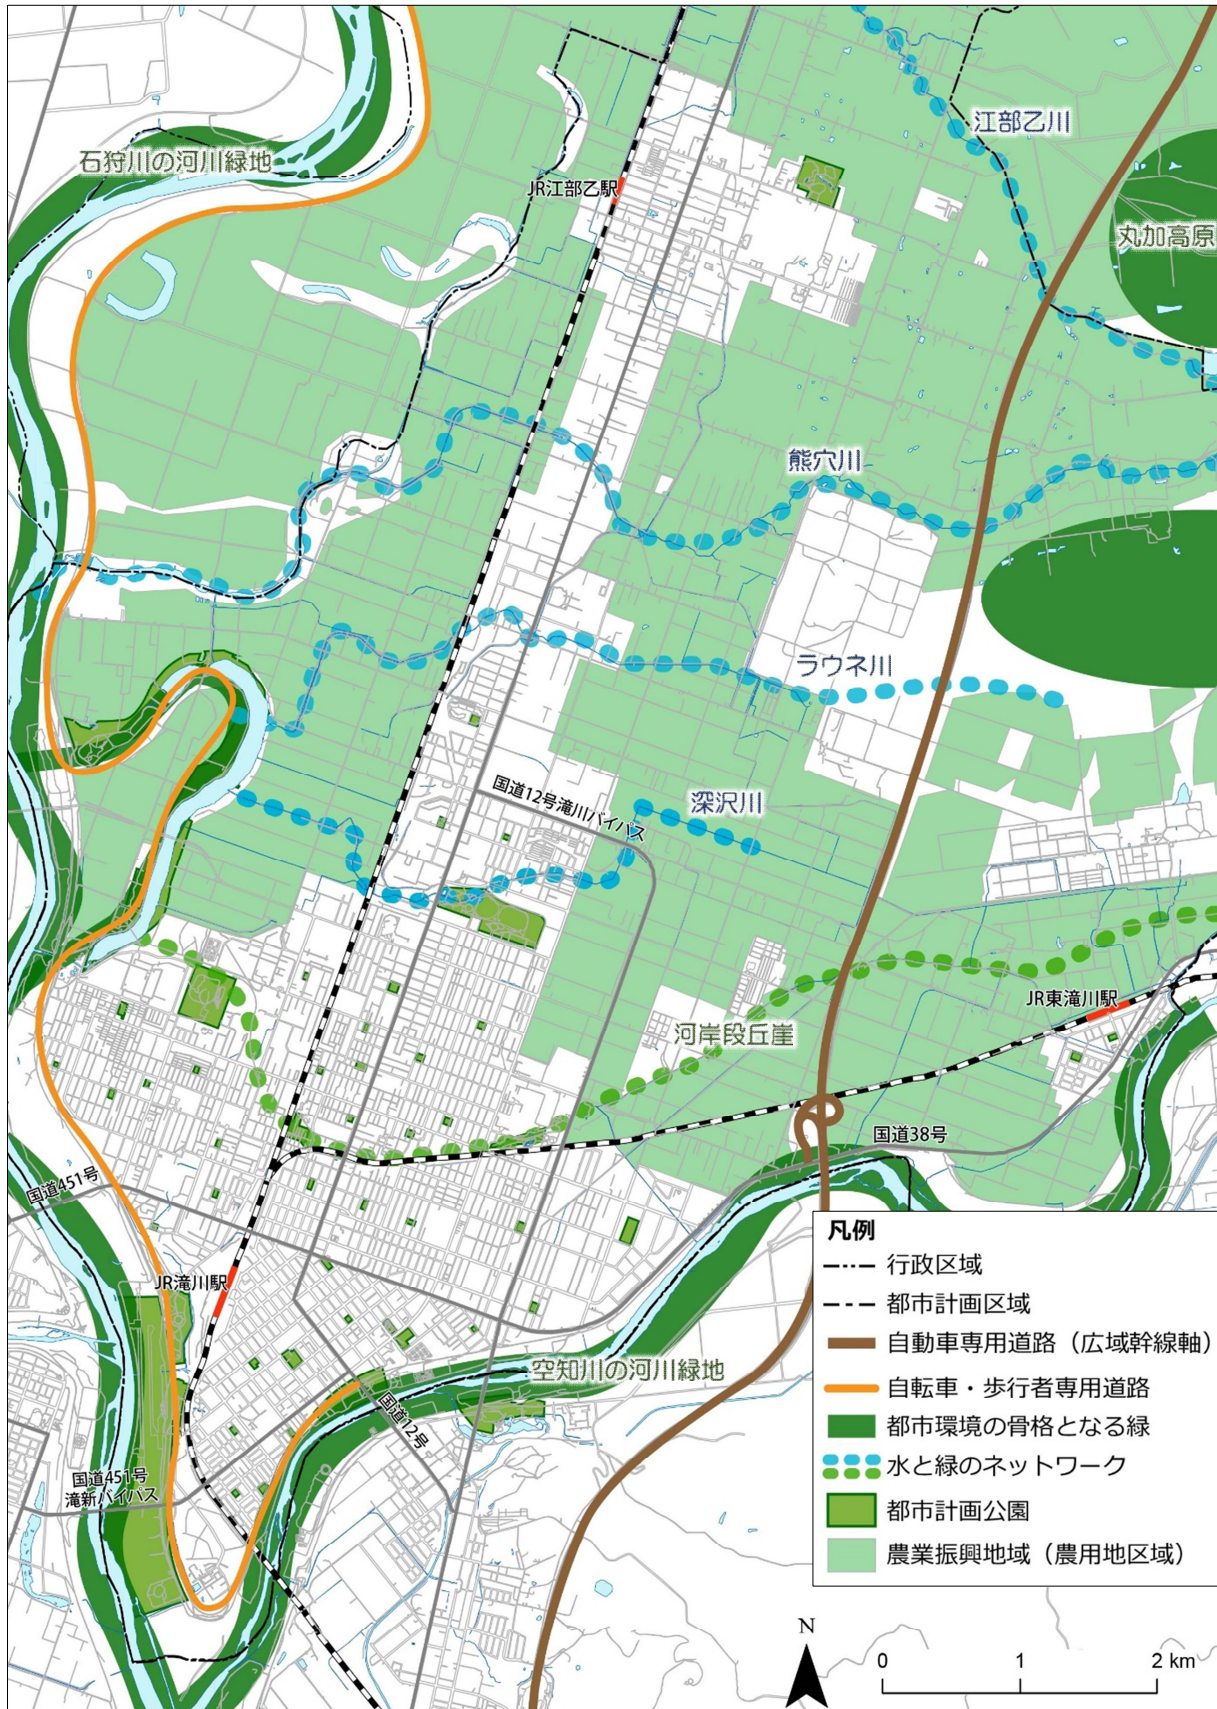 江部乙川
石狩川の河川緑地
JR江部乙駅
丸加高原
熊穴川
ラウネ川
国道12号滝川バイパス
深沢川
JR東滝川駅
河岸段丘崖
国道38号
国道451号
JR滝川駅
空知川の河川緑地
国道12号
国道451号
滝新バイパス
凡例
行政区域
都市計画区域
自動車専用道路（広域幹線軸）
自転車・歩行者専用道路
都市環境の骨格となる緑
水と緑のネットワーク
都市計画公園
農業振興地域（農用地区域）
N
0 1 2 km